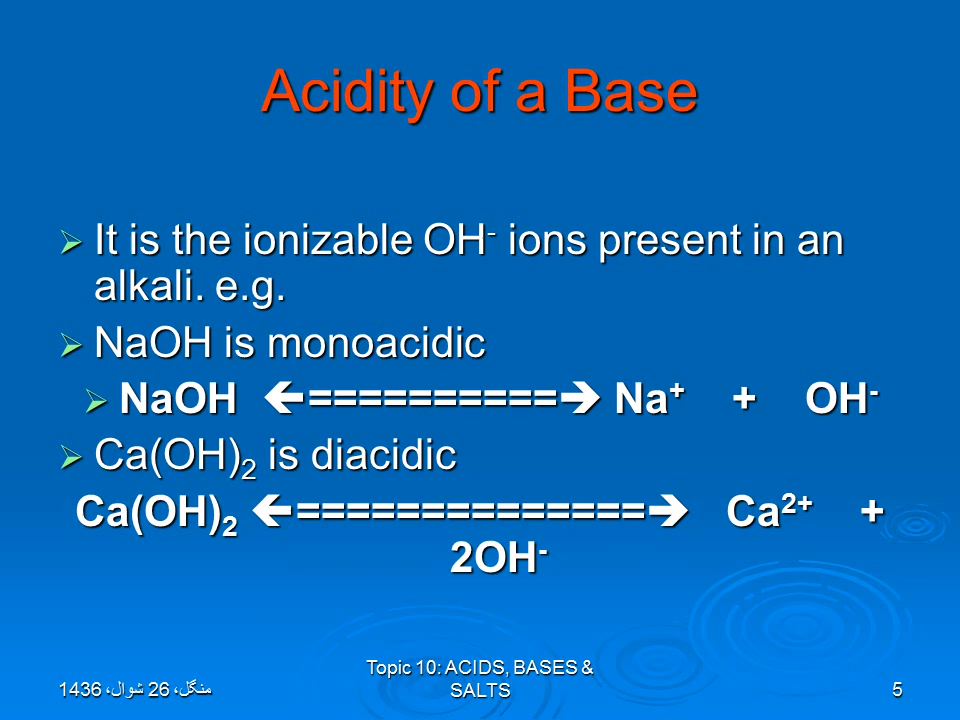 Acidity of a Base
➢ It is the ionizable OH⁻ ions present in an
alkali. e.g.
➢ NaOH is monoacidic
➢ NaOH 🡸==========🡺 Na⁺ + OH⁻
➢ Ca(OH)₂ is diacidic
Ca(OH)₂ 🡸==============🡺 Ca²⁺ +
2OH⁻
منگل، 26 شوال، 1436
Topic 10: ACIDS, BASES &
SALTS
5